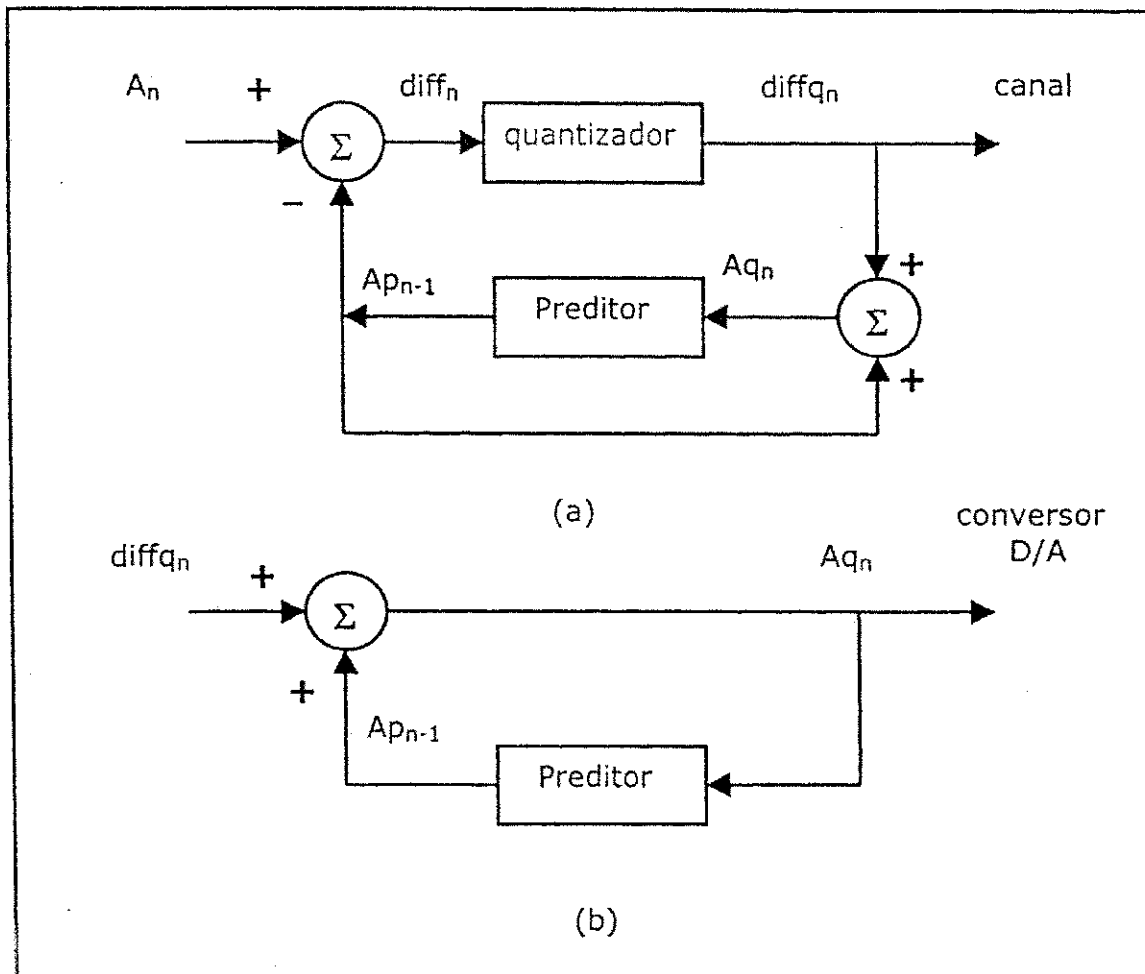 Aₙ + diffₙ diffqₙ canal
Σ quantizador
−
Apₙ₋₁ Preditor Aqₙ +
Σ
+
(a)
conversor
D/A
diffqₙ + Aqₙ
Σ
+
Apₙ₋₁ Preditor
(b)